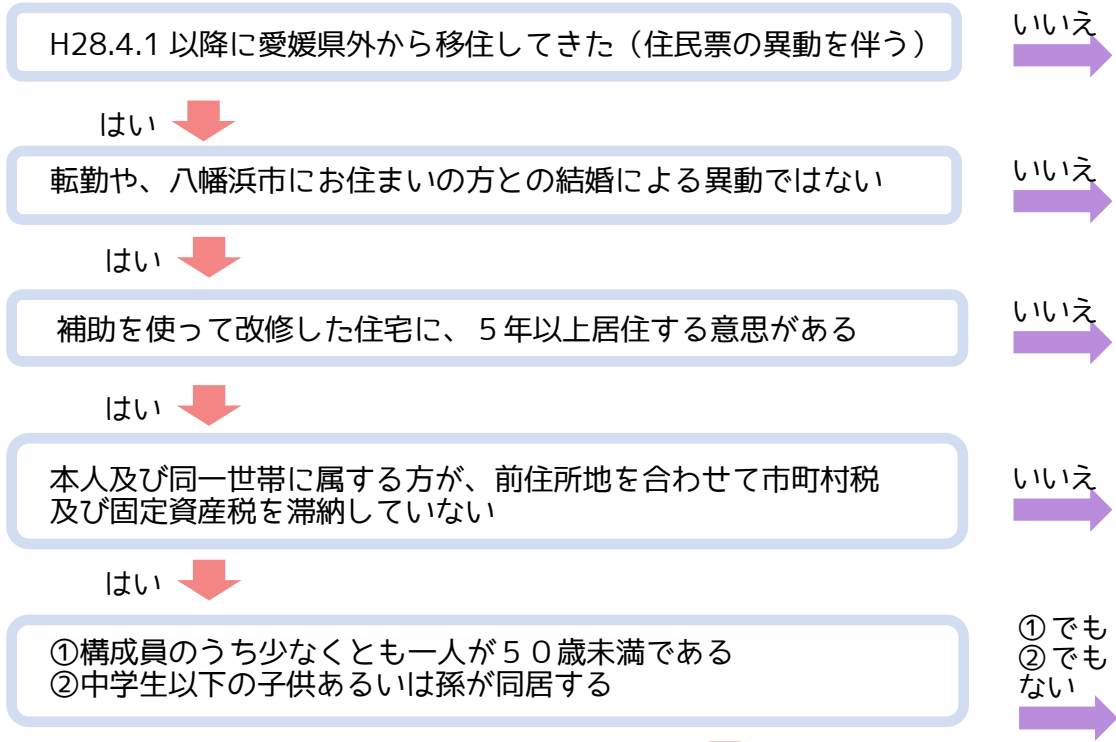 H28.4.1 以降に愛媛県外から移住してきた（住民票の異動を伴う）
いいえ
はい
転勤や、八幡浜市にお住まいの方との結婚による異動ではない
いいえ
はい
補助を使って改修した住宅に、５年以上居住する意思がある
いいえ
はい
本人及び同一世帯に属する方が、前住所地を合わせて市町村税
及び固定資産税を滞納していない
いいえ
はい
①構成員のうち少なくとも一人が５０歳未満である
②中学生以下の子供あるいは孫が同居する
①でも
②でも
ない